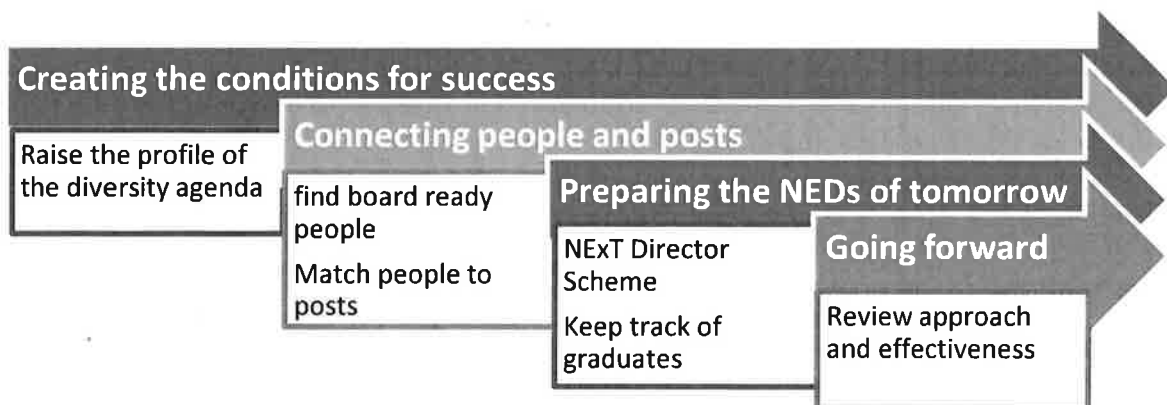 Creating the conditions for success
Raise the profile of
the diversity agenda
Connecting people and posts
find board ready
people
Match people to
posts
Preparing the NEDs of tomorrow
NExT Director
Scheme
Keep track of
graduates
Going forward
Review approach
and effectiveness